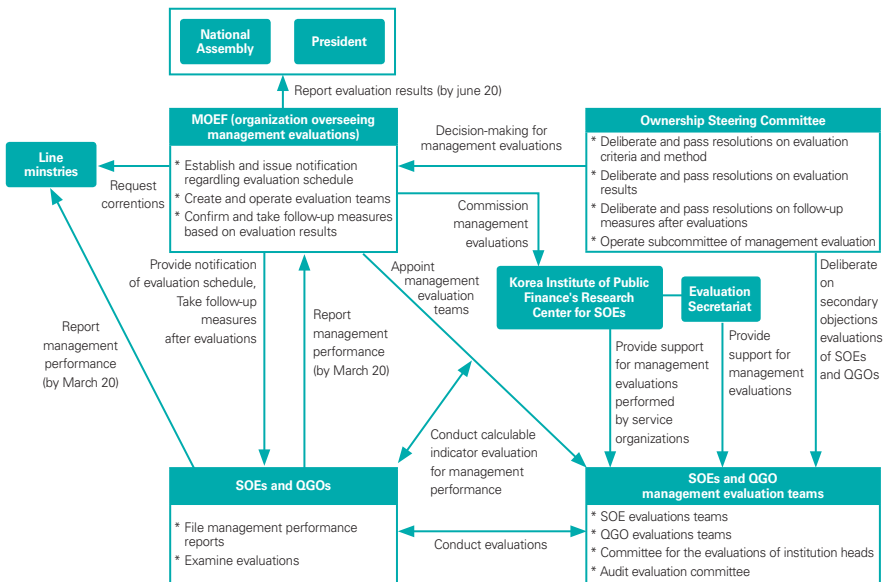 National
Assembly
President
Report evaluation results (by june 20)
MOEF (organization overseeing
management evaluations)
* Establish and issue notification
regardling evaluation schedule
* Create and operate evaluation teams
* Confirm and take follow-up measures
based on evaluation results
Decision-making for
management evaluations
Ownership Steering Committee
* Deliberate and pass resolutions on evaluation
criteria and method
* Deliberate and pass resolutions on evaluation
results
* Deliberate and pass resolutions on follow-up
measures after evaluations
* Operate subcommittee of management evaluation
Line
minstries
Request
correntions
Commission
management
evaluations
Provide notification
of evaluation schedule,
Take follow-up
measures
after evaluations
Appoint
management
evaluation
teams
Korea Institute of Public
Finance's Research
Center for SOEs
Evaluation
Secretariat
Deliberate
on
secondary
objections
evaluations
of SOEs
and QGOs
Report
management
performance
(by March 20)
Report
management
performance
(by March 20)
Provide support
for management
evaluations
performed
by service
organizations
Provide
support for
management
evaluations
Conduct calculable
indicator evaluation
for management
performance
SOEs and QGOs
* File management performance
reports
* Examine evaluations
Conduct evaluations
SOEs and QGO
management evaluation teams
* SOE evaluations teams
* QGO evaluations teams
* Committee for the evaluations of institution heads
* Audit evaluation committee